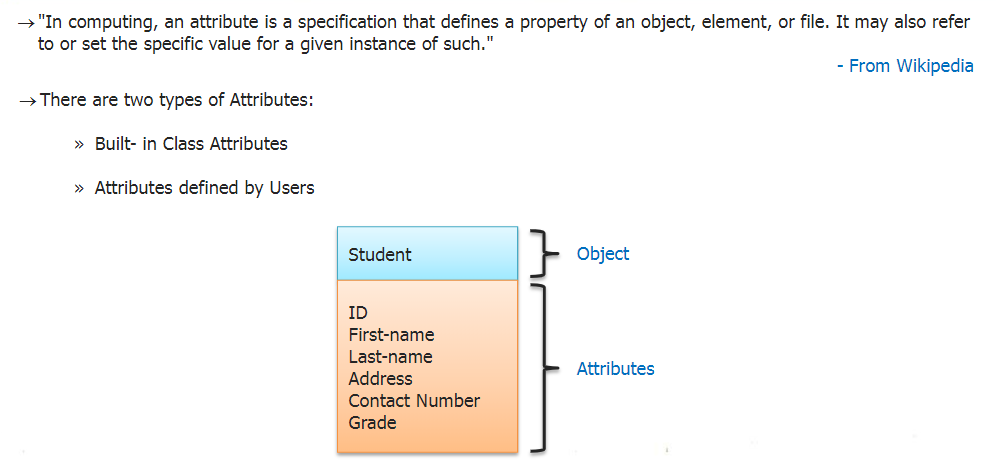 →"In computing, an attribute is a specification that defines a property of an object, element, or file. It may also refer
to or set the specific value for a given instance of such."
- From Wikipedia
→There are two types of Attributes:
» Built- in Class Attributes
» Attributes defined by Users
Student
Object
ID
First-name
Last-name
Address
Contact Number
Grade
Attributes